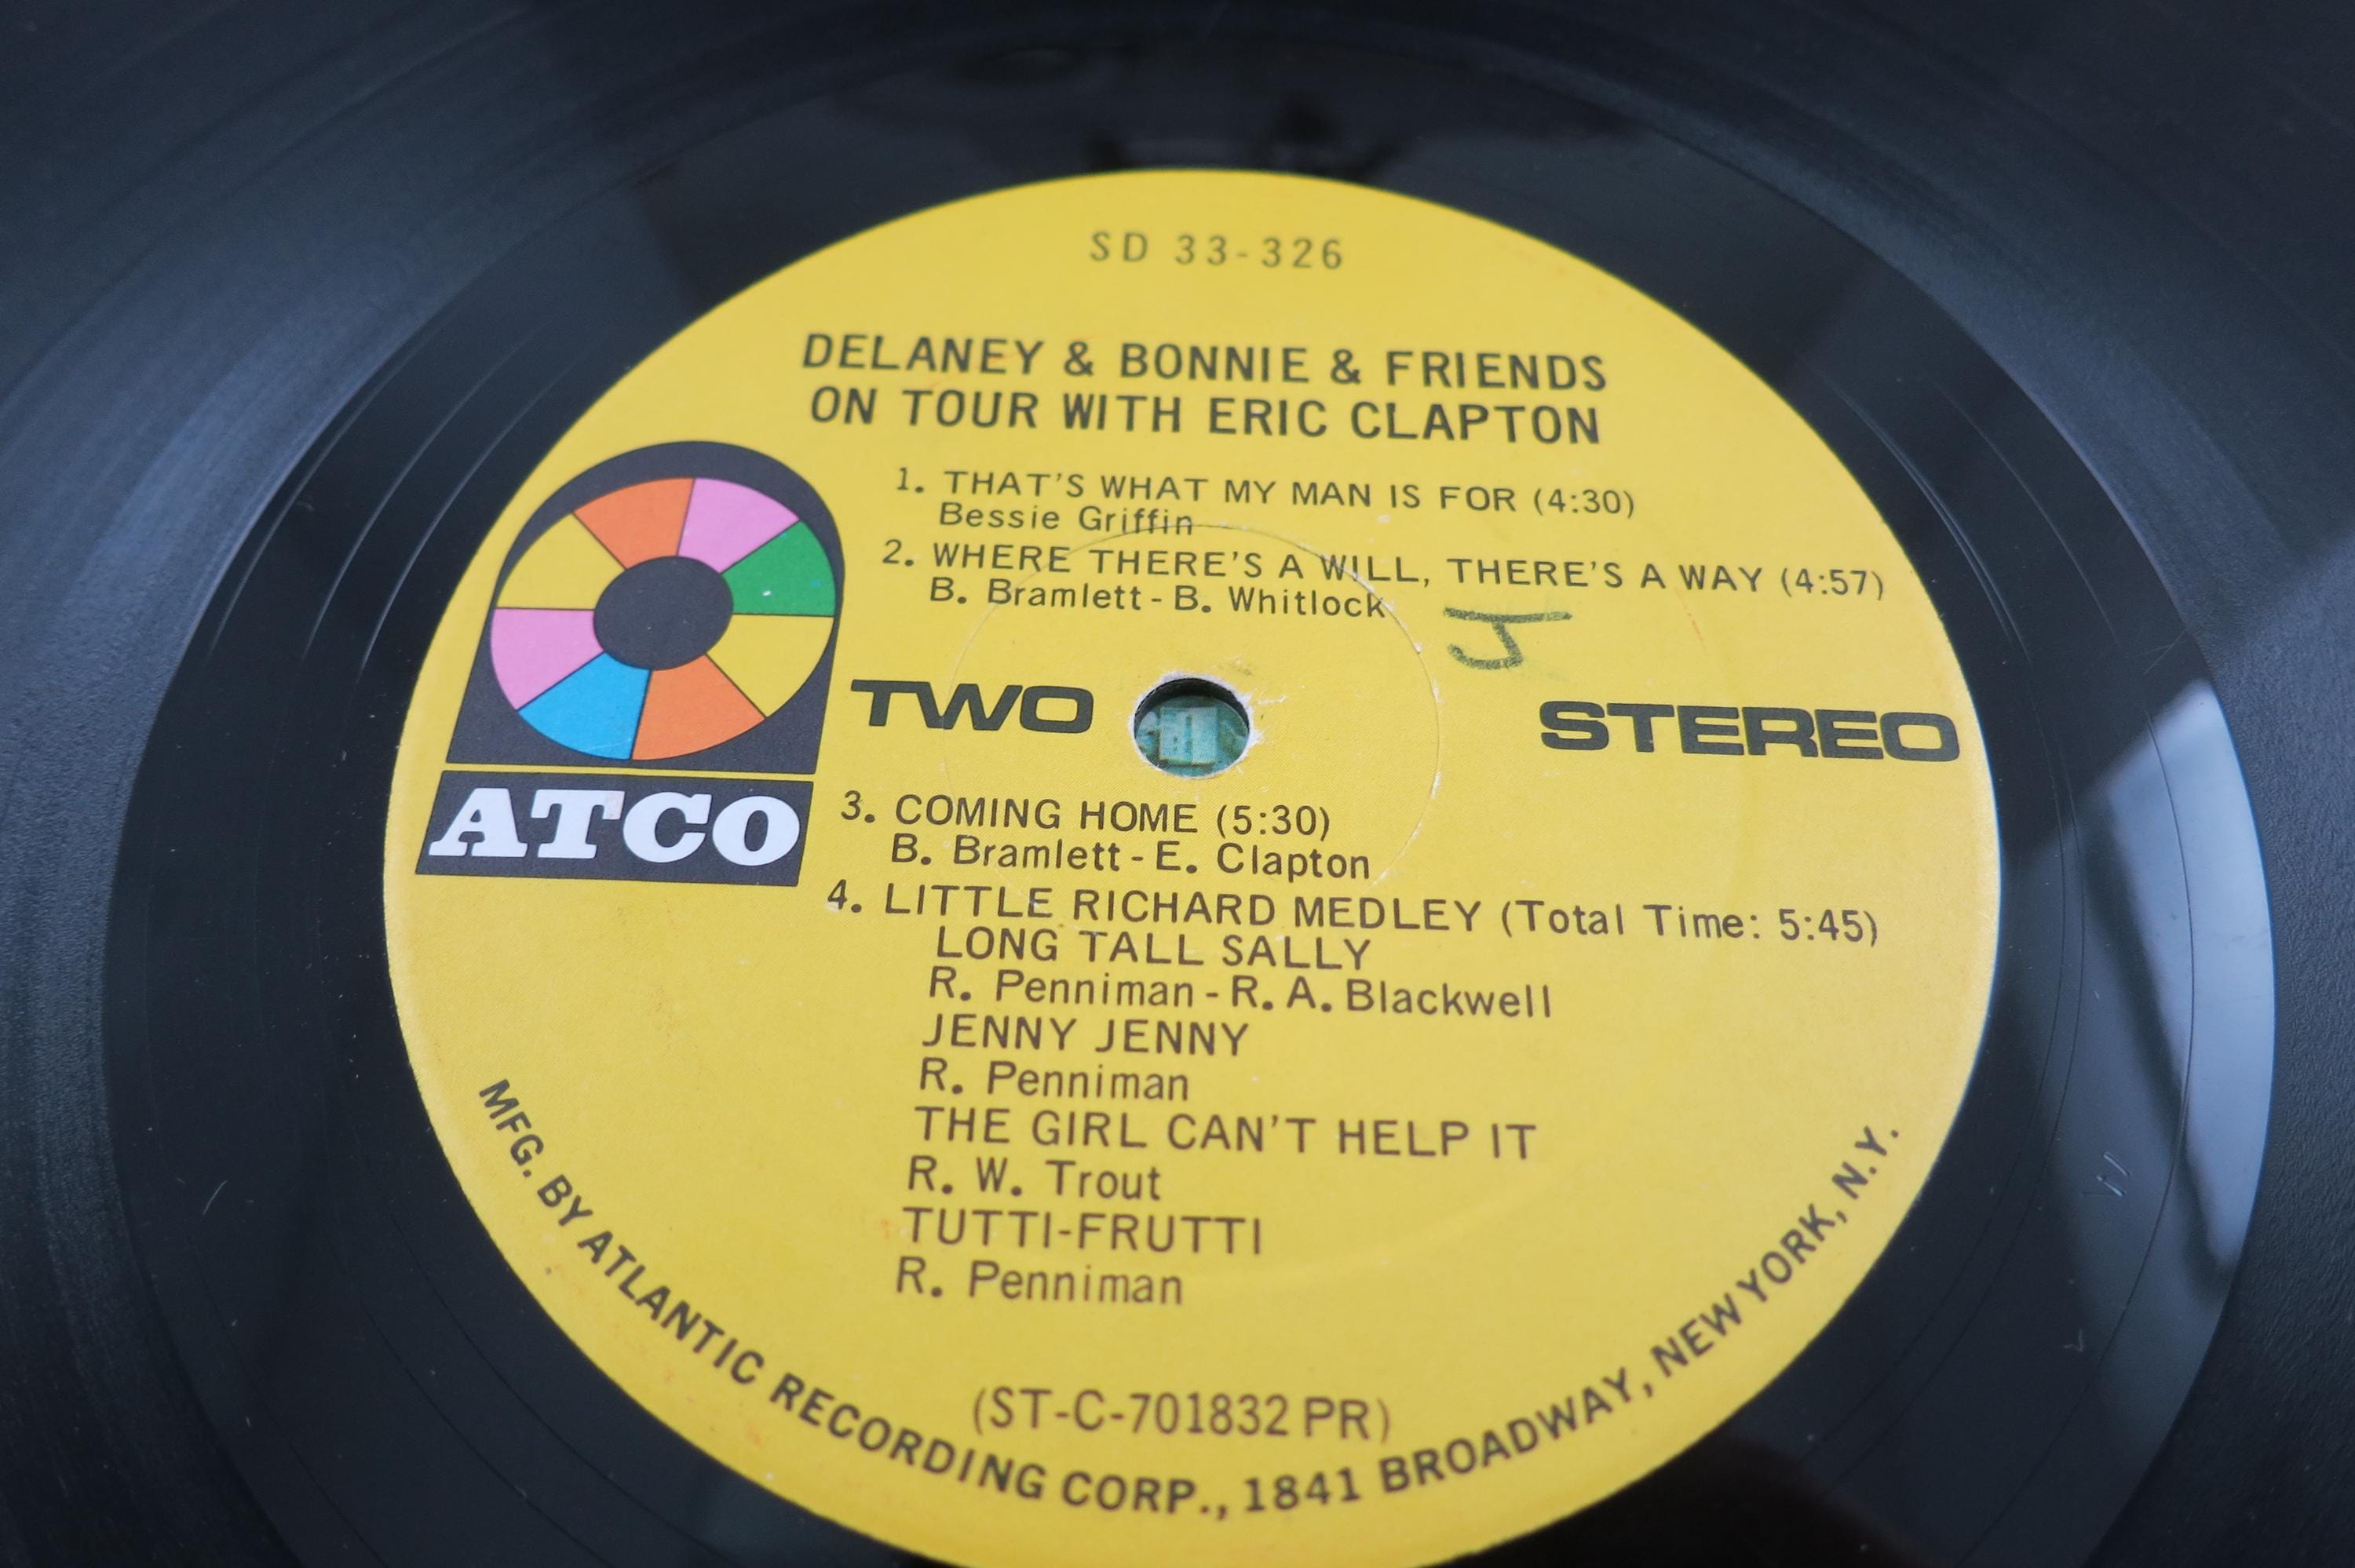 SD 33-326
DELANEY & BONNIE & FRIENDS
ON TOUR WITH ERIC CLAPTON
1. THAT'S WHAT MY MAN IS FOR (4:30)
Bessie Griffin
2. WHERE THERE'S A WILL, THERE'S A WAY (4:57)
B. Bramlett - B. Whitlock
J
TWO
STEREO
ATCO
3. COMING HOME (5:30)
B. Bramlett - E. Clapton
4. LITTLE RICHARD MEDLEY (Total Time: 5:45)
LONG TALL SALLY
R. Penniman - R. A. Blackwell
JENNY JENNY
R. Penniman
THE GIRL CAN'T HELP IT
R. W. Trout
TUTTI-FRUTTI
R. Penniman
(ST-C-701832 PR)
MFG. BY ATLANTIC RECORDING CORP., 1841 BROADWAY, NEW YORK, N.Y.